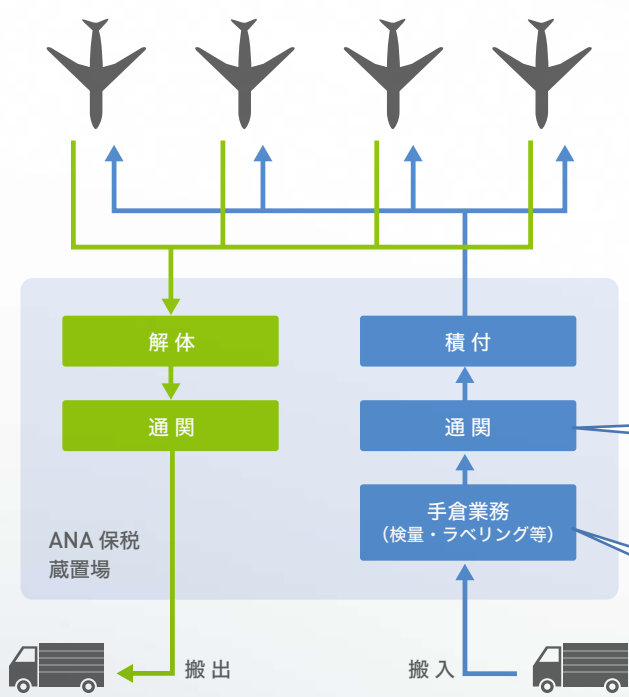 解体
積付
通関
通関
手倉業務
（検量・ラベリング等）
ANA 保税
蔵置場
搬出
搬入